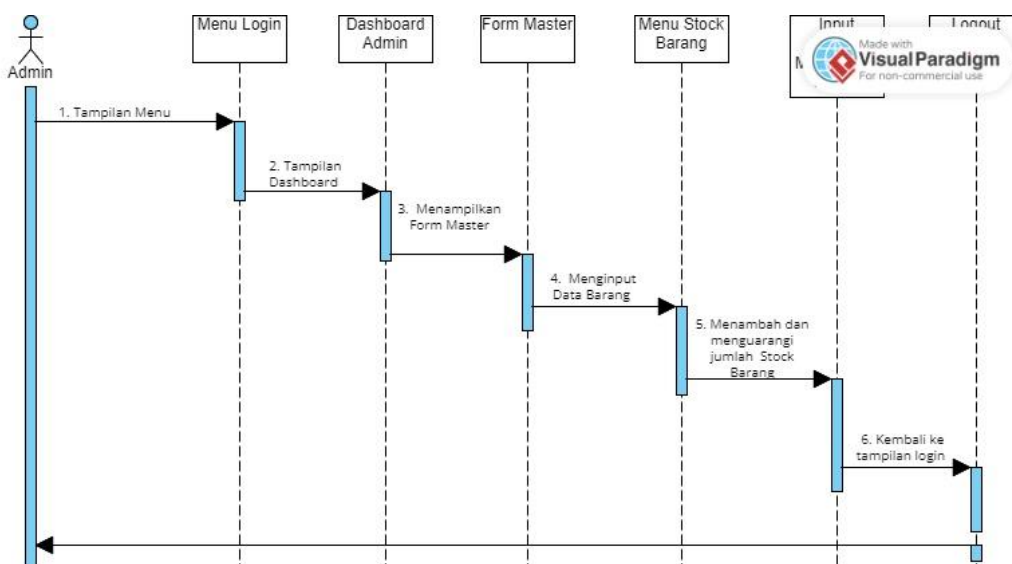 Menu Login
Dashboard
Admin
Form Master
Menu Stock
Barang
Input
Logout
Made with
Visual Paradigm
For non-commercial use
Admin
1. Tampilan Menu
2. Tampilan
Dashboard
3. Menampilkan
Form Master
4. Menginput
Data Barang
5. Menambah dan
menguarangi
jumlah Stock
Barang
6. Kembali ke
tampilan login